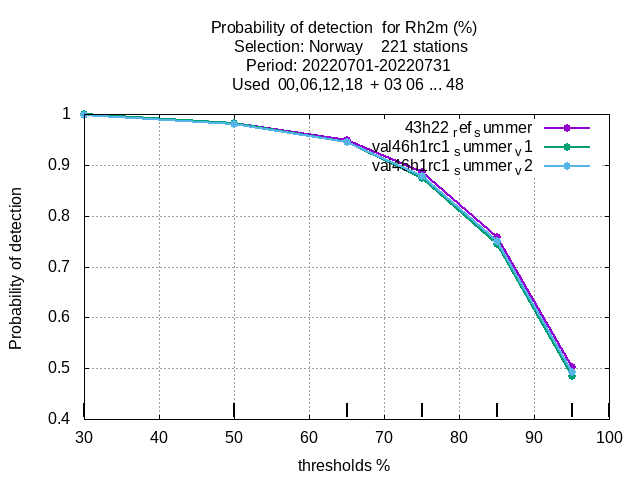 Probability of detection  for Rh2m (%)
Selection: Norway    221 stations
Period: 20220701-20220731
Used  00,06,12,18  + 03 06 ... 48
43h22 ref summer
val46h1rc1 summer v1
val46h1rc1 summer v2
Probability of detection
1
0.9
0.8
0.7
0.6
0.5
0.4
30 40 50 60 70 80 90 100
thresholds %